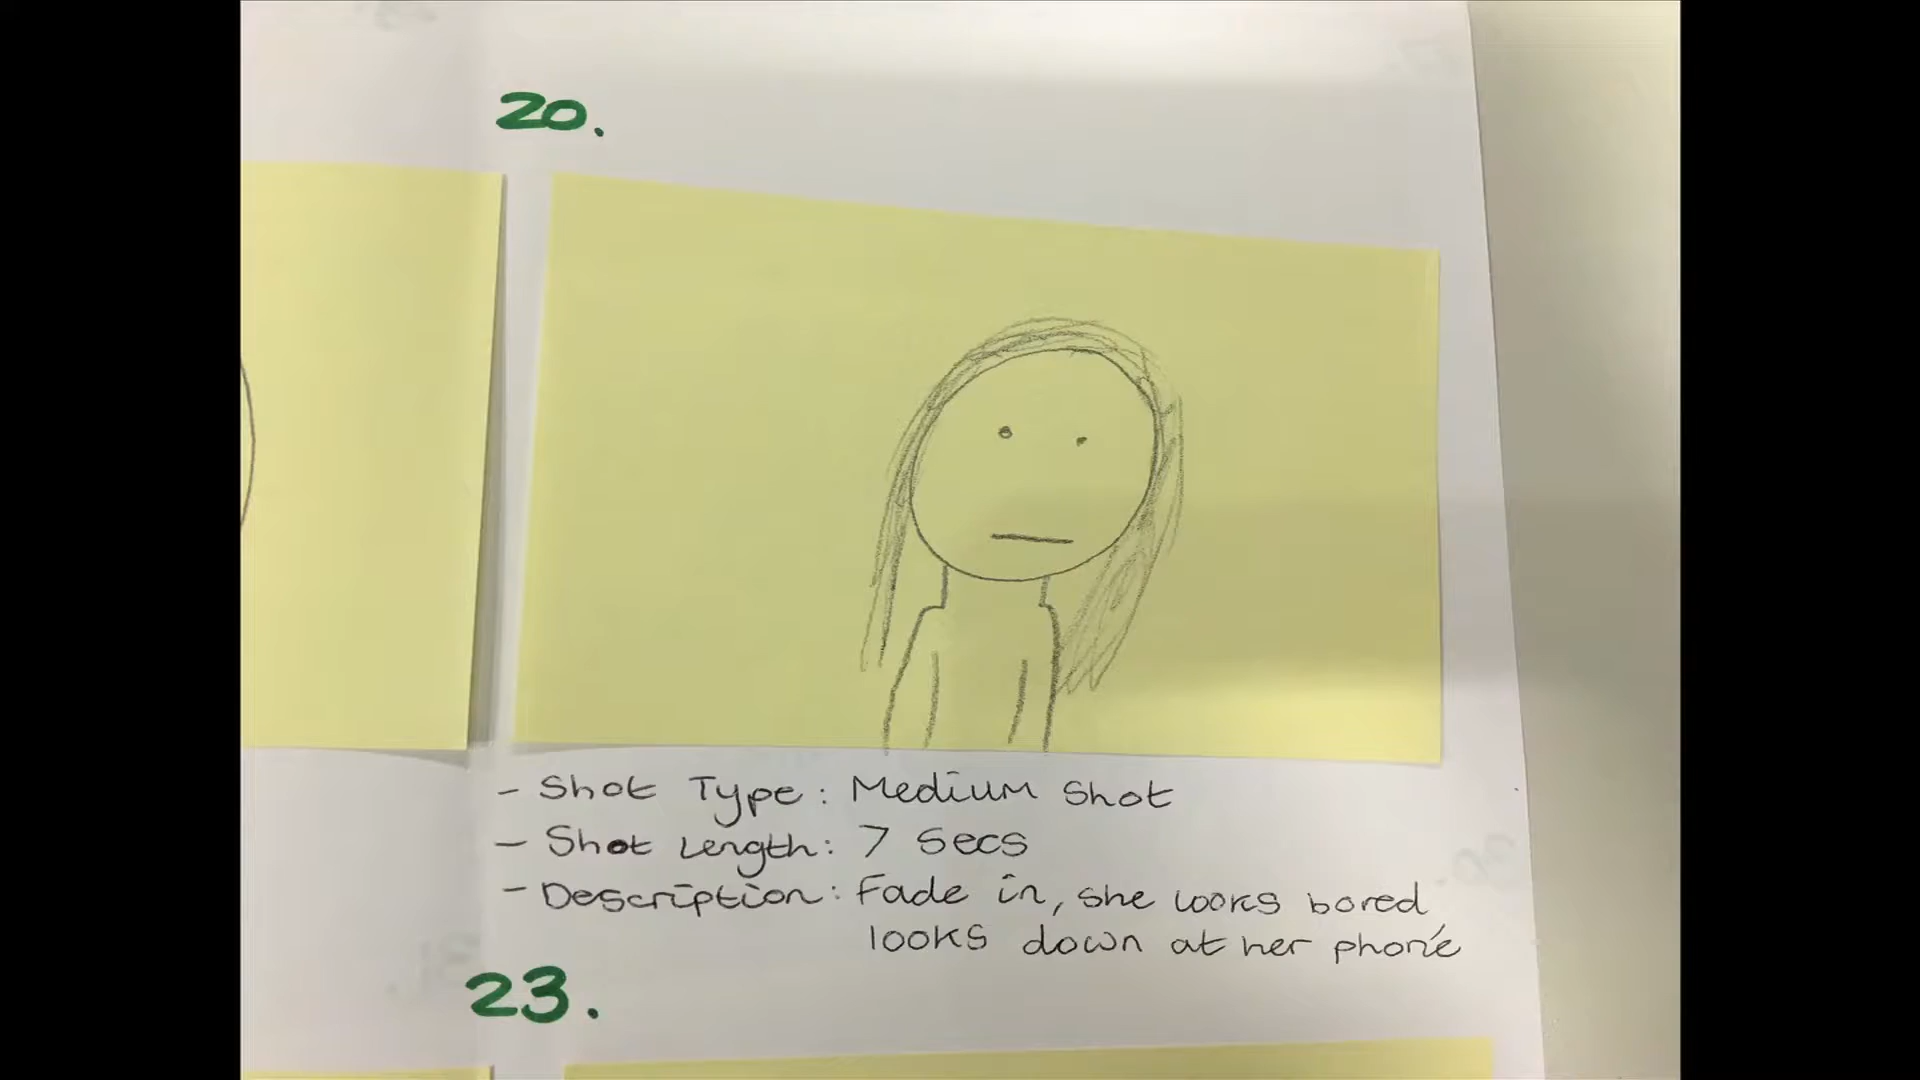 20.
- Shot Type: Medium Shot
- Shot Length: 7 Secs
- Description: Fade in, she looks bored,
looks down at her phone
23.